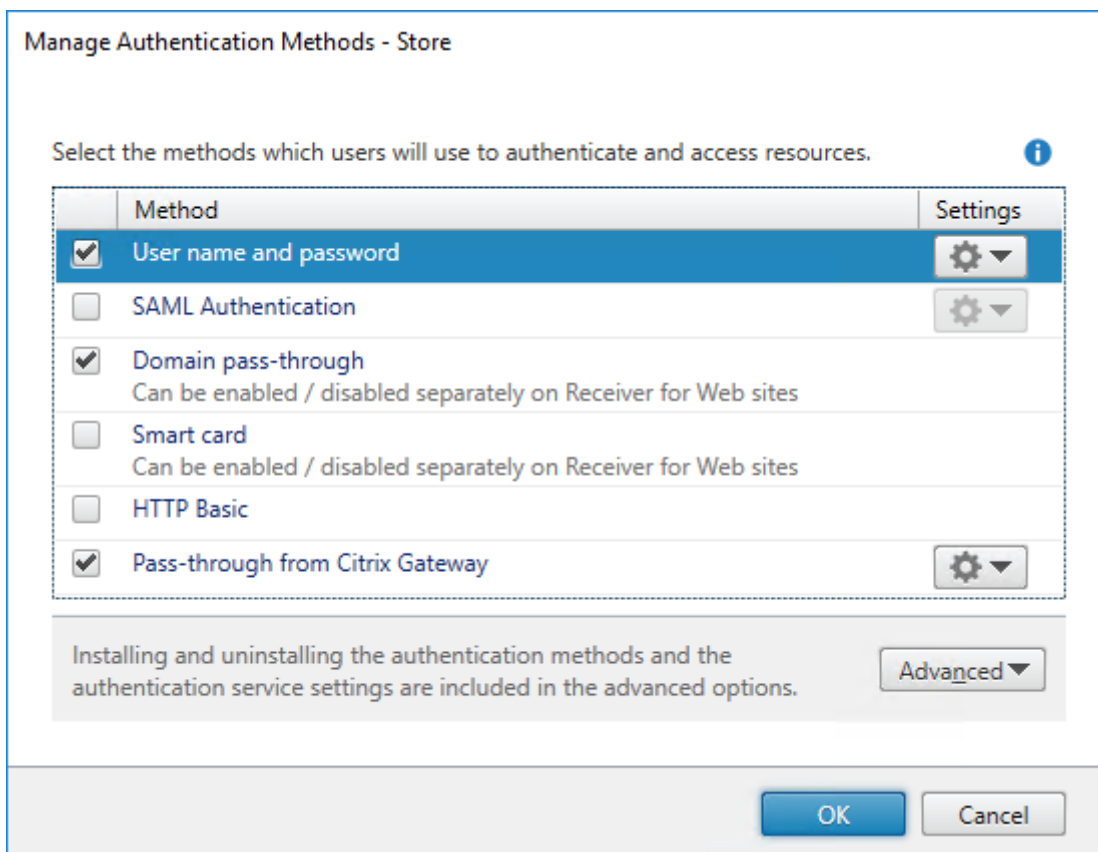 Manage Authentication Methods - Store
Select the methods which users will use to authenticate and access resources.
Method Settings
User name and password
SAML Authentication
Domain pass-through
Can be enabled / disabled separately on Receiver for Web sites
Smart card
Can be enabled / disabled separately on Receiver for Web sites
HTTP Basic
Pass-through from Citrix Gateway
Installing and uninstalling the authentication methods and the
authentication service settings are included in the advanced options.
Advanced
OK Cancel